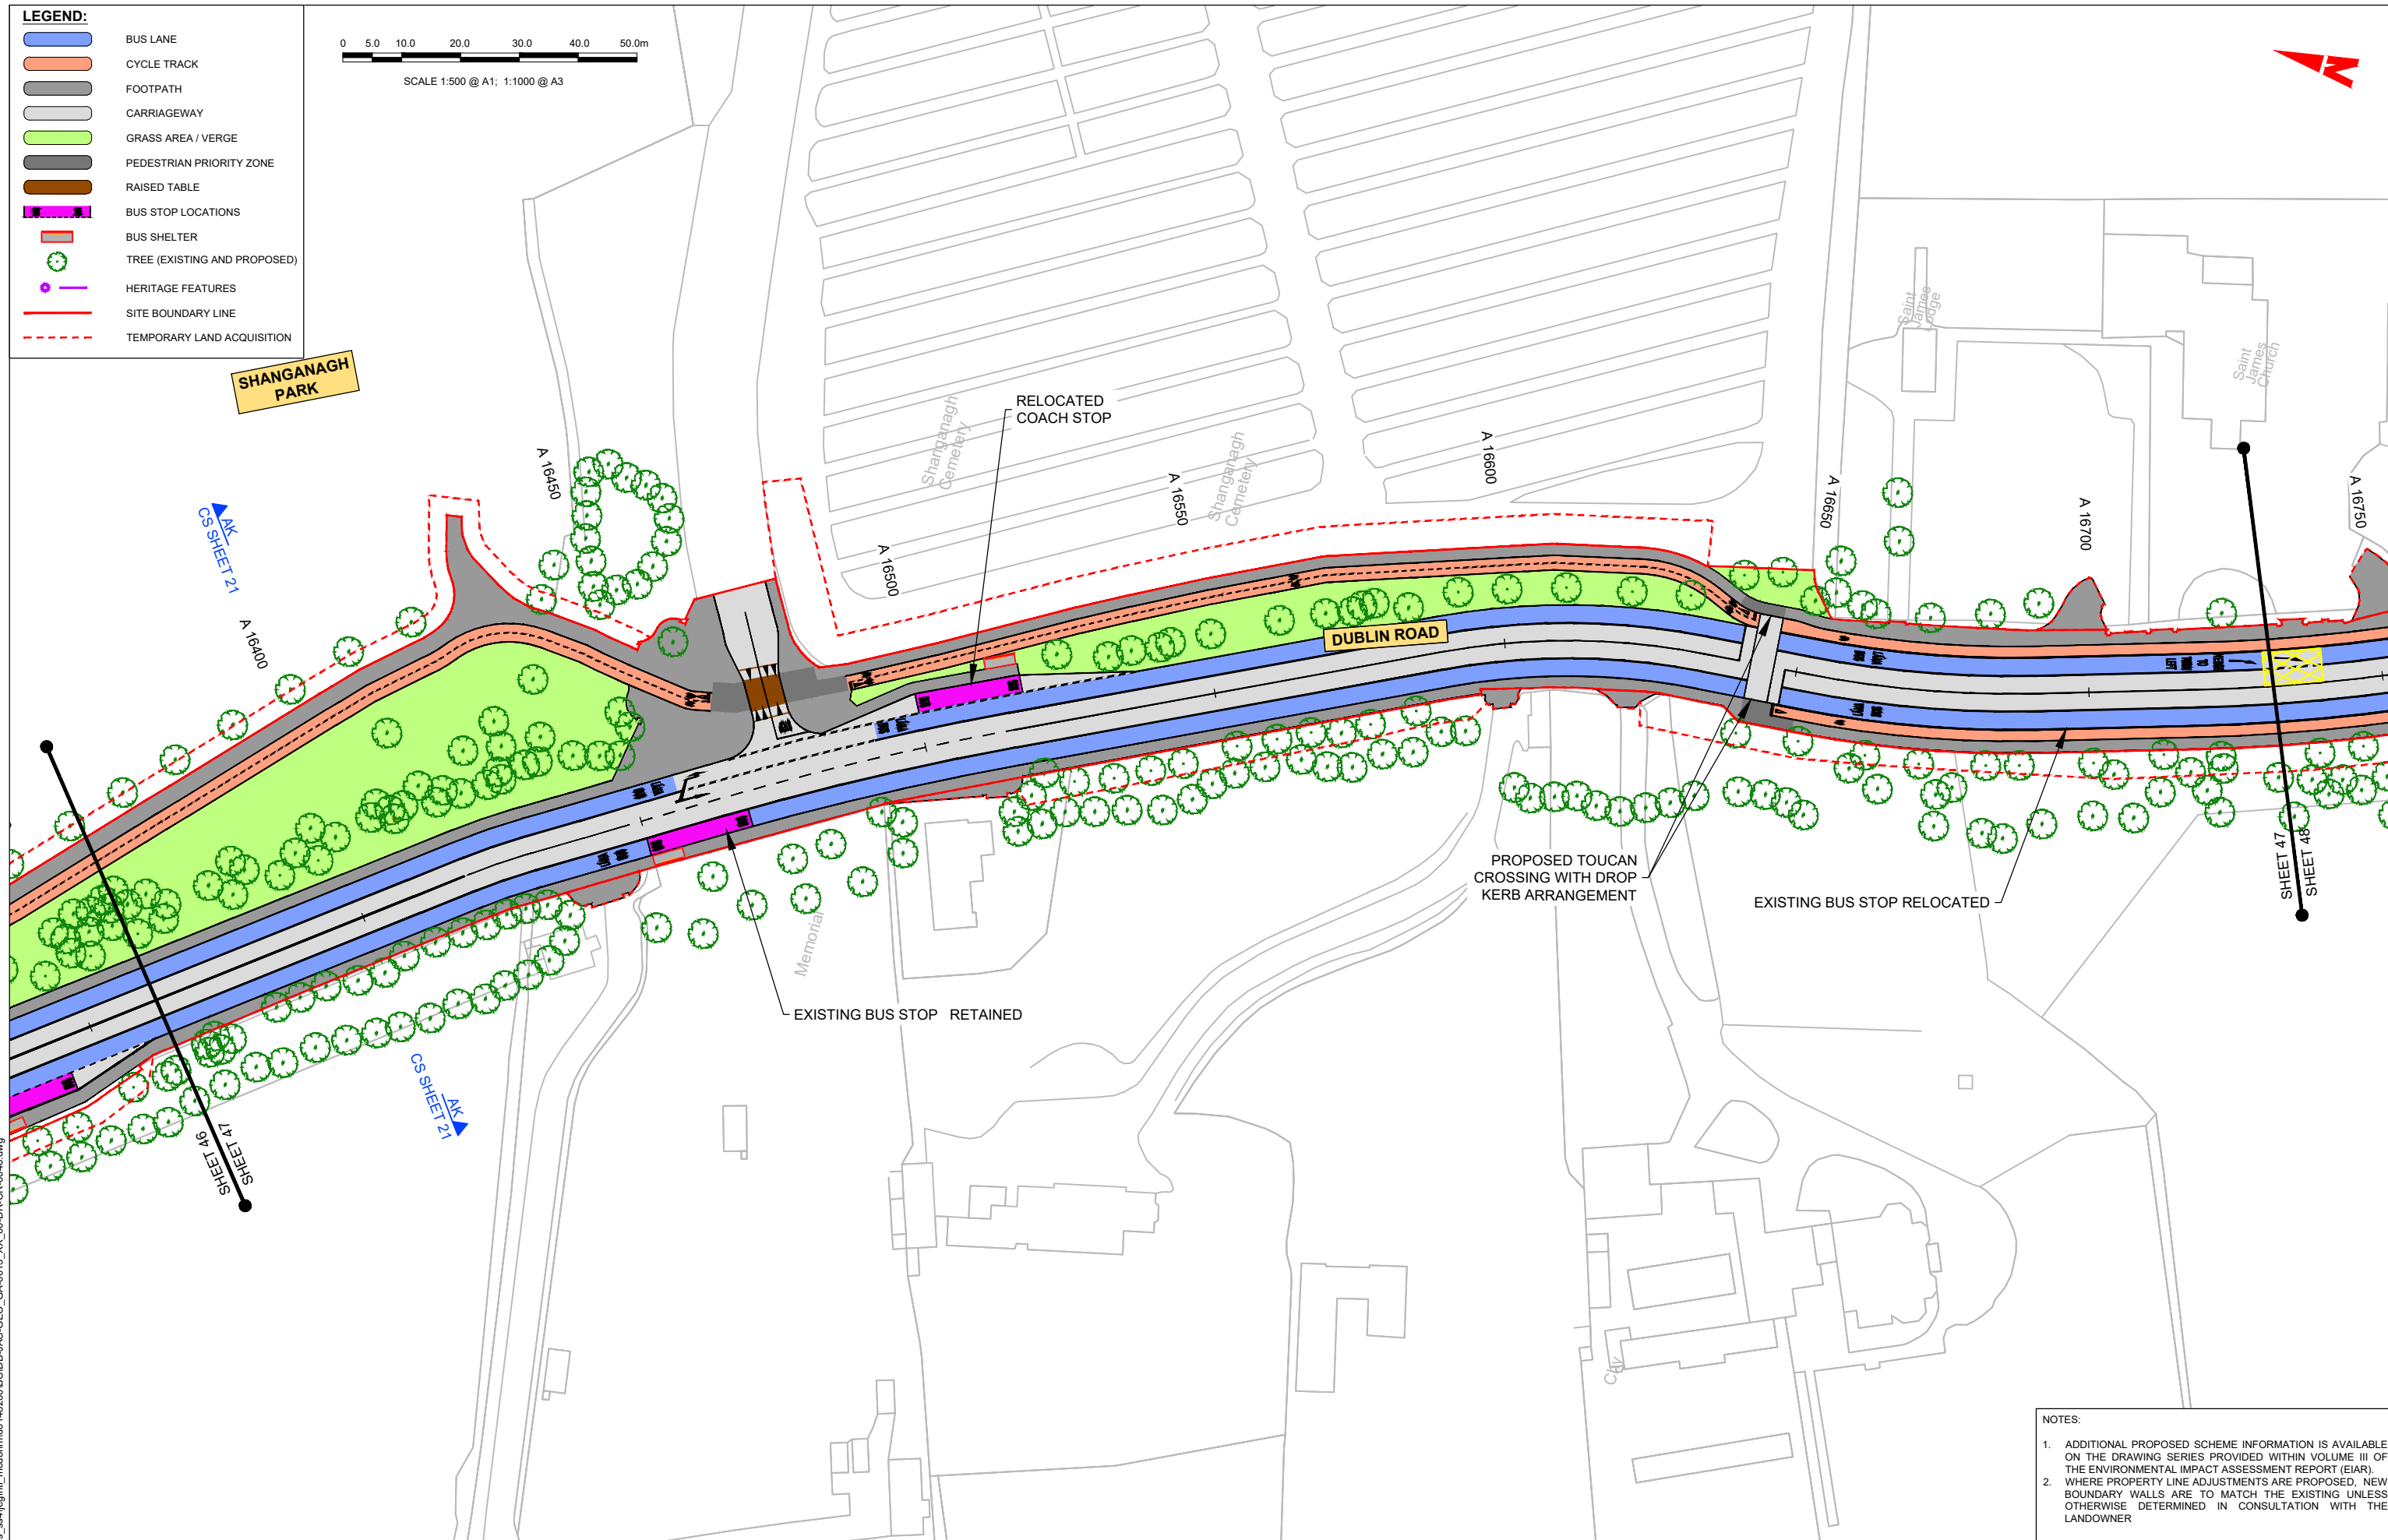 LEGEND:
BUS LANE
CYCLE TRACK
FOOTPATH
CARRIAGEWAY
GRASS AREA / VERGE
PEDESTRIAN PRIORITY ZONE
RAISED TABLE
BUS STOP LOCATIONS
BUS SHELTER
TREE (EXISTING AND PROPOSED)
HERITAGE FEATURES
SITE BOUNDARY LINE
TEMPORARY LAND ACQUISITION
0 5.0 10.0 20.0 30.0 40.0 50.0m
SCALE 1:500 @ A1; 1:1000 @ A3
N
SHANGANAGH
PARK
AK
CS SHEET 21
A 16400
A 16450
A 16500
A 16550
A 16600
A 16650
A 16700
A 16750
RELOCATED
COACH STOP
Shanganagh
Cemetery
Shanganagh
Cemetery
Saint
James
Lodge
Saint
James
Church
DUBLIN ROAD
LEFT
TURN
TO
PROPOSED TOUCAN
CROSSING WITH DROP
KERB ARRANGEMENT
EXISTING BUS STOP RELOCATED
EXISTING BUS STOP RETAINED
Memorial
AK
CS SHEET 21
SHEET 46
SHEET 47
SHEET 47
SHEET 48
NOTES:
1. ADDITIONAL PROPOSED SCHEME INFORMATION IS AVAILABLE
ON THE DRAWING SERIES PROVIDED WITHIN VOLUME III OF
THE ENVIRONMENTAL IMPACT ASSESSMENT REPORT (EIAR).
2. WHERE PROPERTY LINE ADJUSTMENTS ARE PROPOSED, NEW
BOUNDARY WALLS ARE TO MATCH THE EXISTING UNLESS
OTHERWISE DETERMINED IN CONSULTATION WITH THE
LANDOWNER